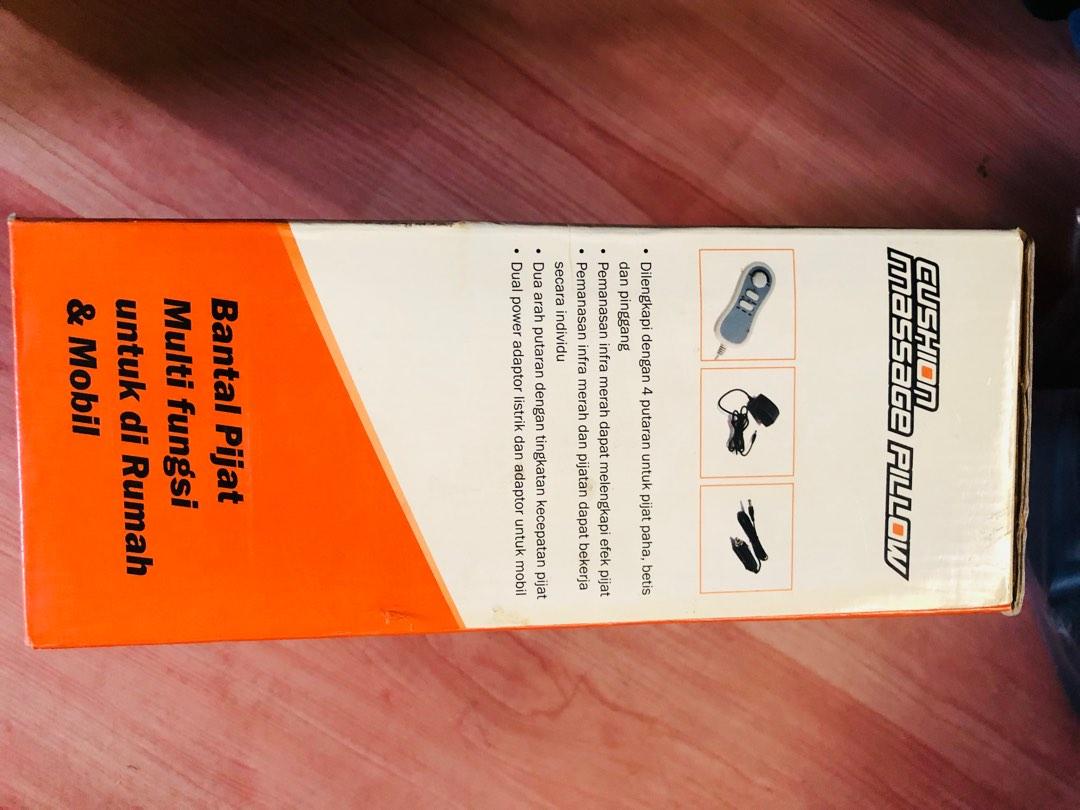 CUSHION
massage PILLOW
• Dilengkapi dengan 4 putaran untuk pijat paha, betis
dan pinggang
• Pemanasan infra merah dapat melengkapi efek pijat
• Pemanasan infra merah dan pijatan dapat bekerja
secara individu
• Dua arah putaran dengan tingkatan kecepatan pijat
• Dual power adaptor listrik dan adaptor untuk mobil
Bantal Pijat
Multi fungsi
untuk di Rumah
& Mobil